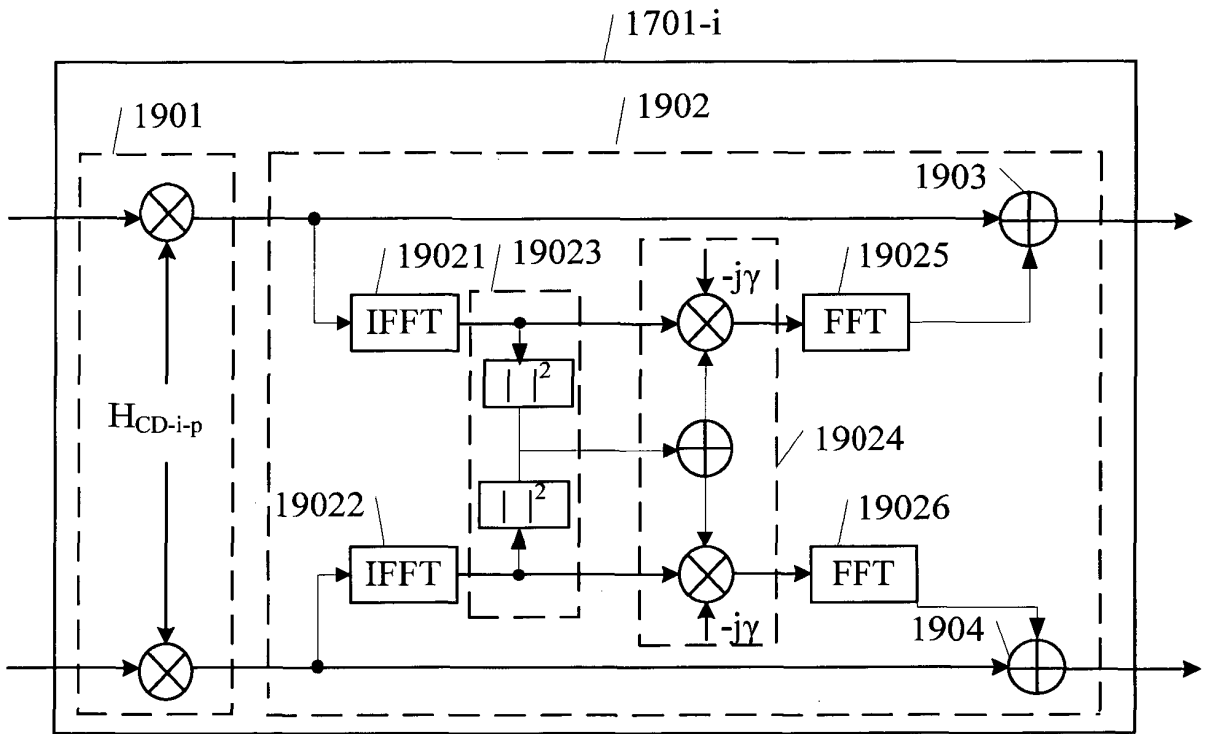 1701-i
1901
1902
1903
19021
19023
-jγ
19025
IFFT
FFT
| |²
H_CD-i-p
19024
| |²
19022
19026
IFFT
FFT
-jγ
1904